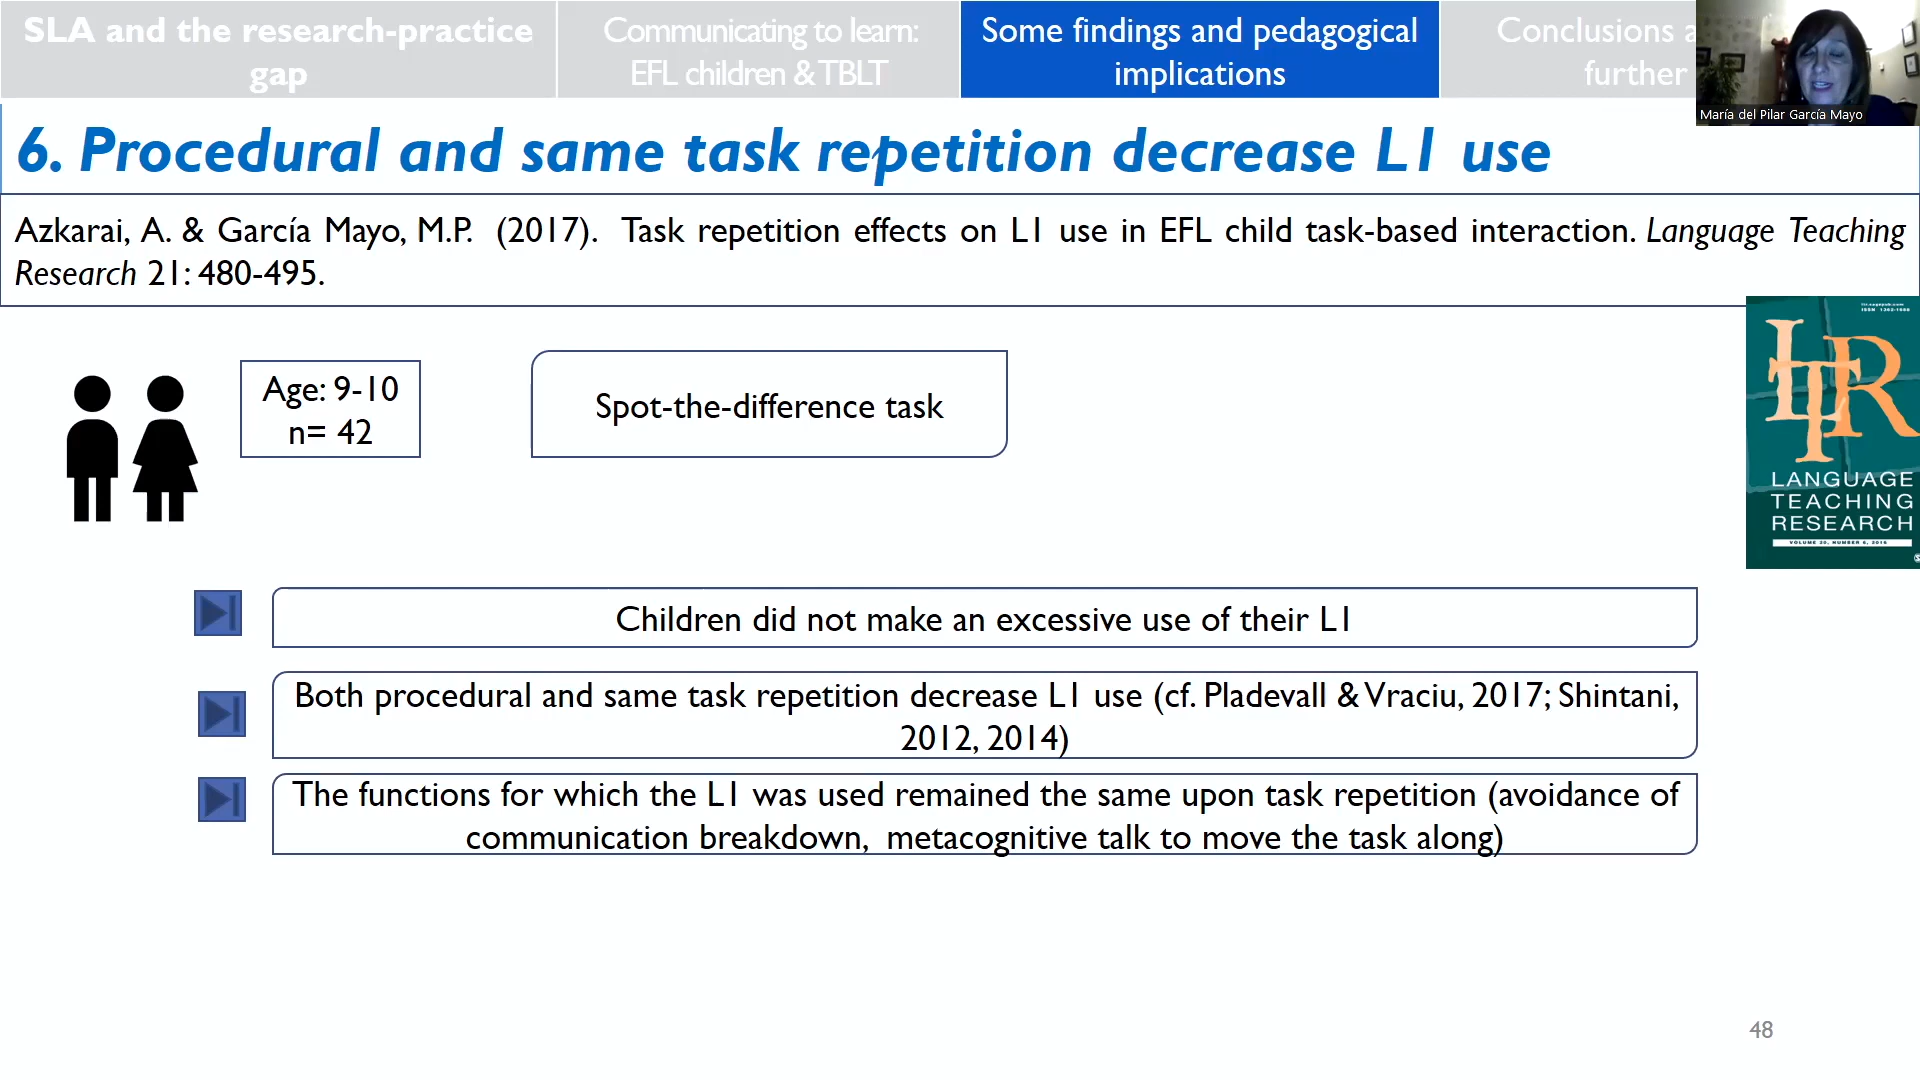 SLA and the research-practice
gap
Communicating to learn:
EFL children & TBLT
Some findings and pedagogical
implications
Conclusions a
further
María del Pilar García Mayo
6. Procedural and same task repetition decrease L1 use
Azkarai, A. & García Mayo, M.P. (2017). Task repetition effects on L1 use in EFL child task-based interaction. Language Teaching
Research 21: 480-495.
Age: 9-10
n= 42
Spot-the-difference task
LTR
LANGUAGE
TEACHING
RESEARCH
VOLUME 20, NUMBER 6, 2016
Children did not make an excessive use of their L1
Both procedural and same task repetition decrease L1 use (cf. Pladevall & Vraciu, 2017; Shintani,
2012, 2014)
The functions for which the L1 was used remained the same upon task repetition (avoidance of
communication breakdown, metacognitive talk to move the task along)
48